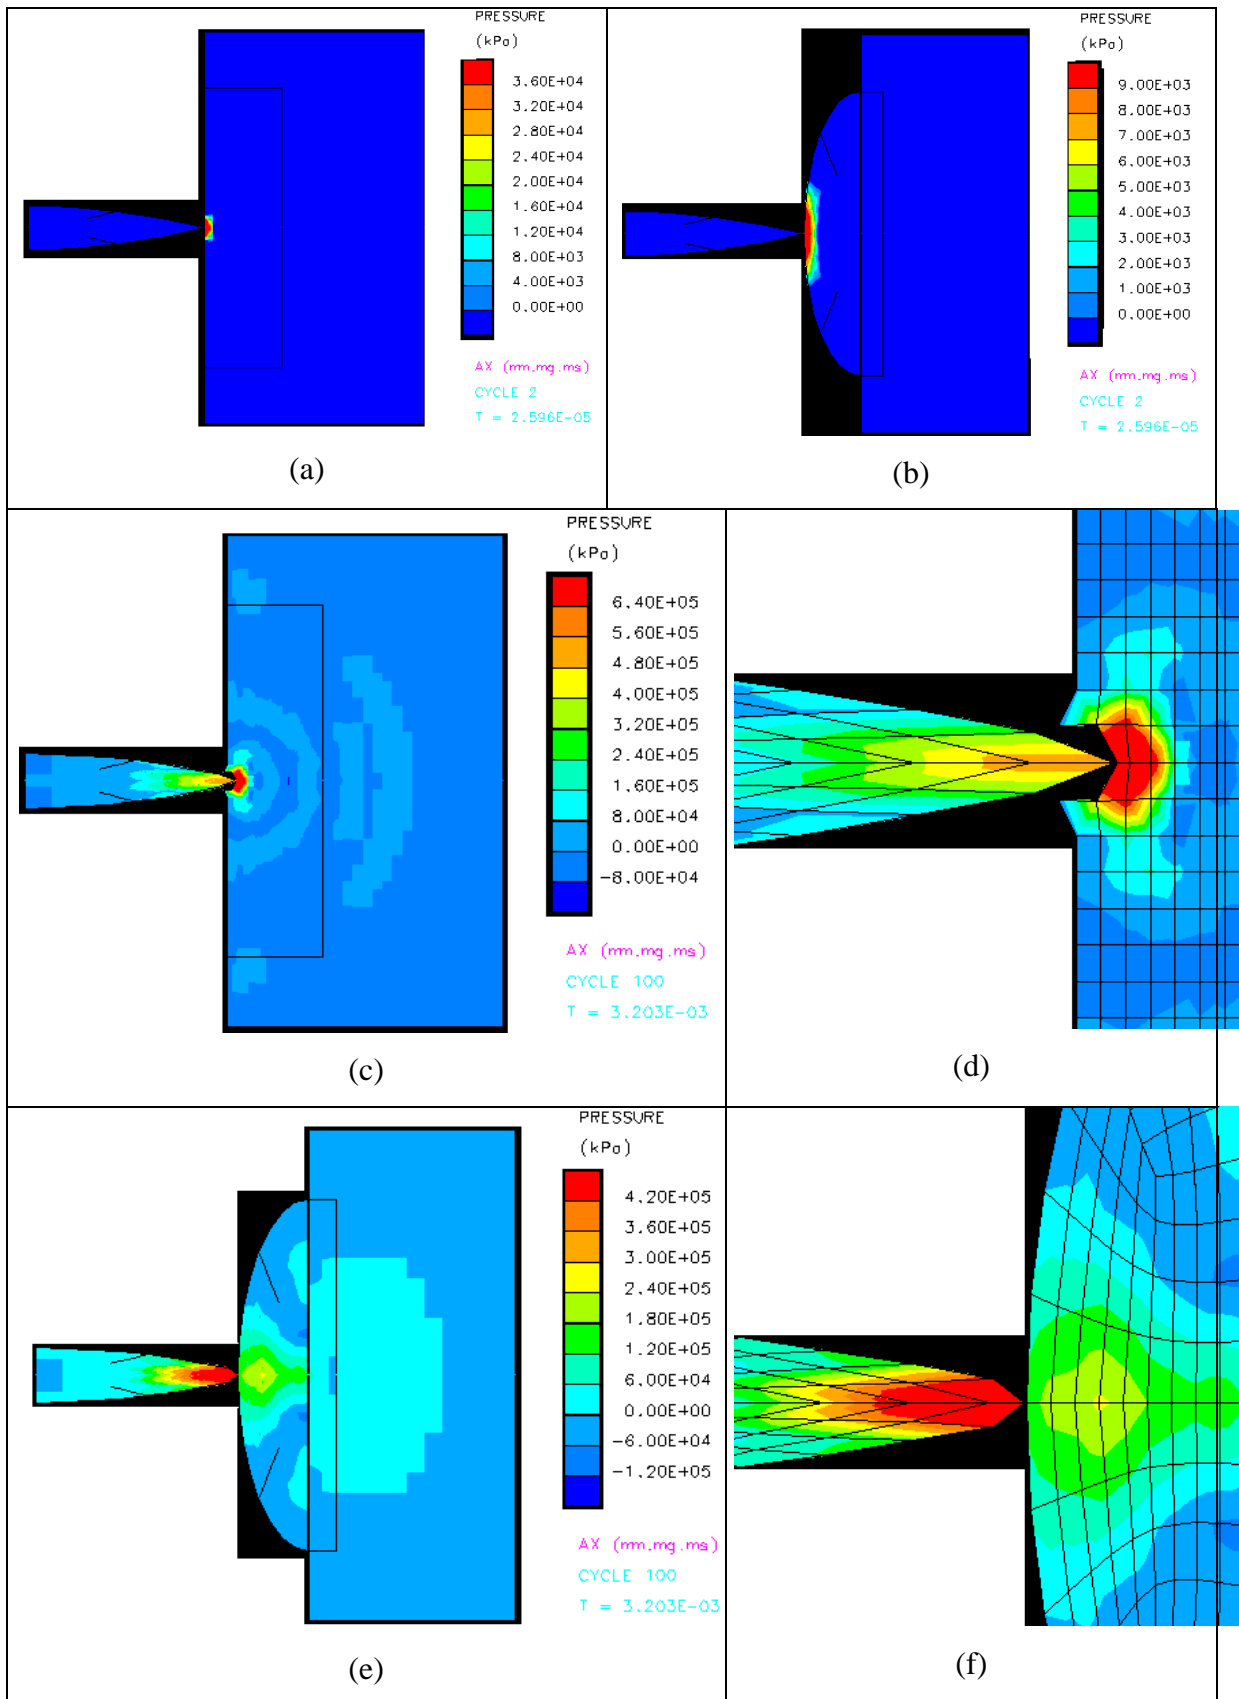 PRESSURE
(kPa)
3.60E+04
3.20E+04
2.80E+04
2.40E+04
2.00E+04
1.60E+04
1.20E+04
8.00E+03
4.00E+03
0.00E+00
AX (mm.mg.ms)
CYCLE 2
T = 2.596E-05
(a)
PRESSURE
(kPa)
9.00E+03
8.00E+03
7.00E+03
6.00E+03
5.00E+03
4.00E+03
3.00E+03
2.00E+03
1.00E+03
0.00E+00
AX (mm.mg.ms)
CYCLE 2
T = 2.596E-05
(b)
PRESSURE
(kPa)
6.40E+05
5.60E+05
4.80E+05
4.00E+05
3.20E+05
2.40E+05
1.60E+05
8.00E+04
0.00E+00
-8.00E+04
AX (mm.mg.ms)
CYCLE 100
T = 3.203E-03
(c)
(d)
PRESSURE
(kPa)
4.20E+05
3.60E+05
3.00E+05
2.40E+05
1.80E+05
1.20E+05
6.00E+04
0.00E+00
-6.00E+04
-1.20E+05
AX (mm.mg.ms)
CYCLE 100
T = 3.203E-03
(e)
(f)